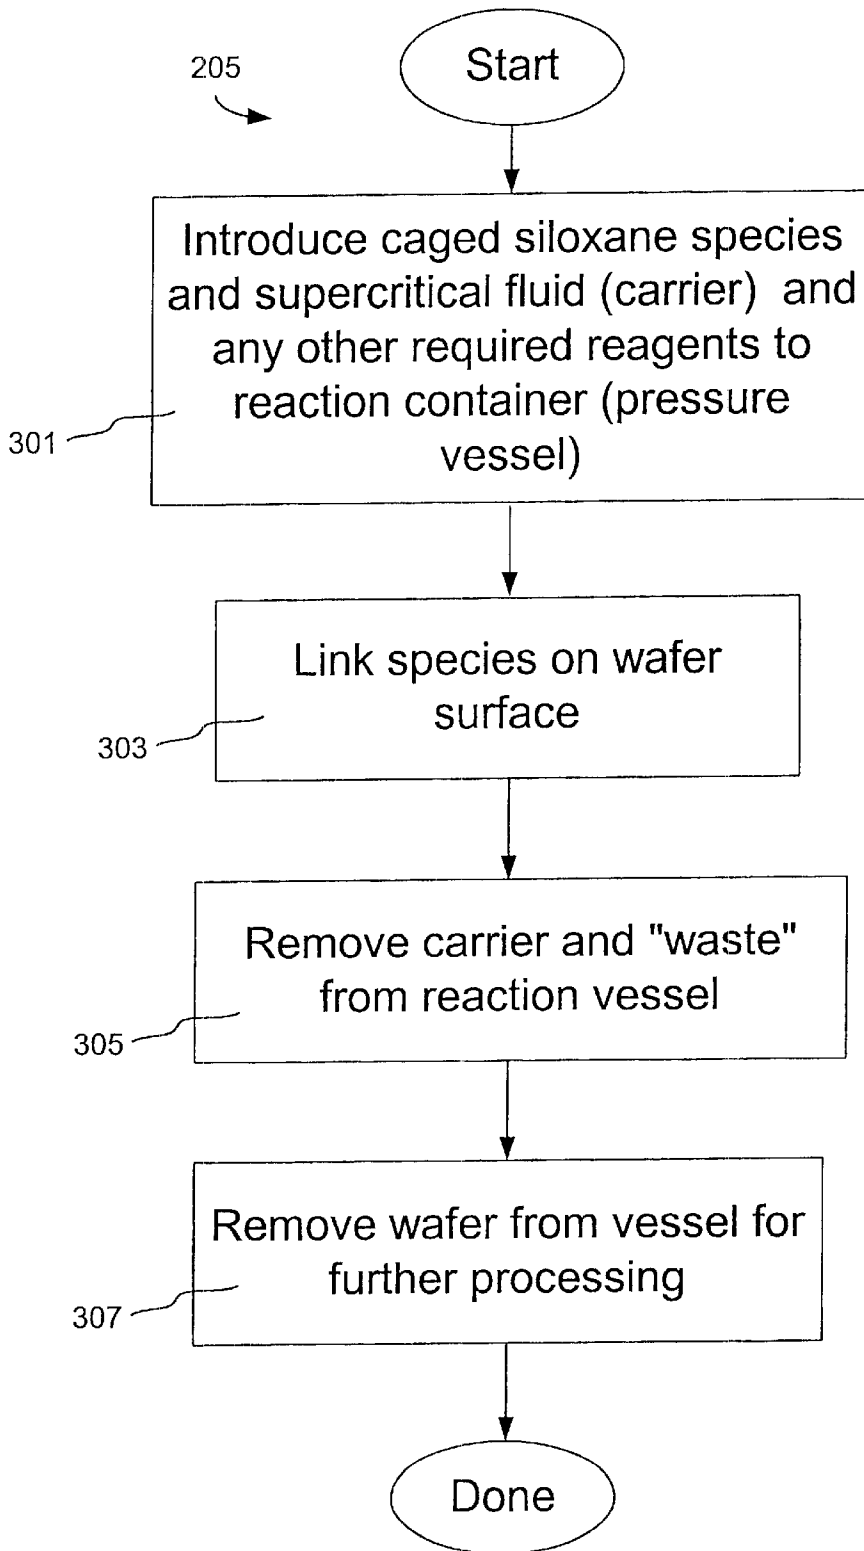 Start
205
Introduce caged siloxane species
and supercritical fluid (carrier) and
any other required reagents to
reaction container (pressure
vessel)
301
Link species on wafer
surface
303
Remove carrier and "waste"
from reaction vessel
305
Remove wafer from vessel for
further processing
307
Done